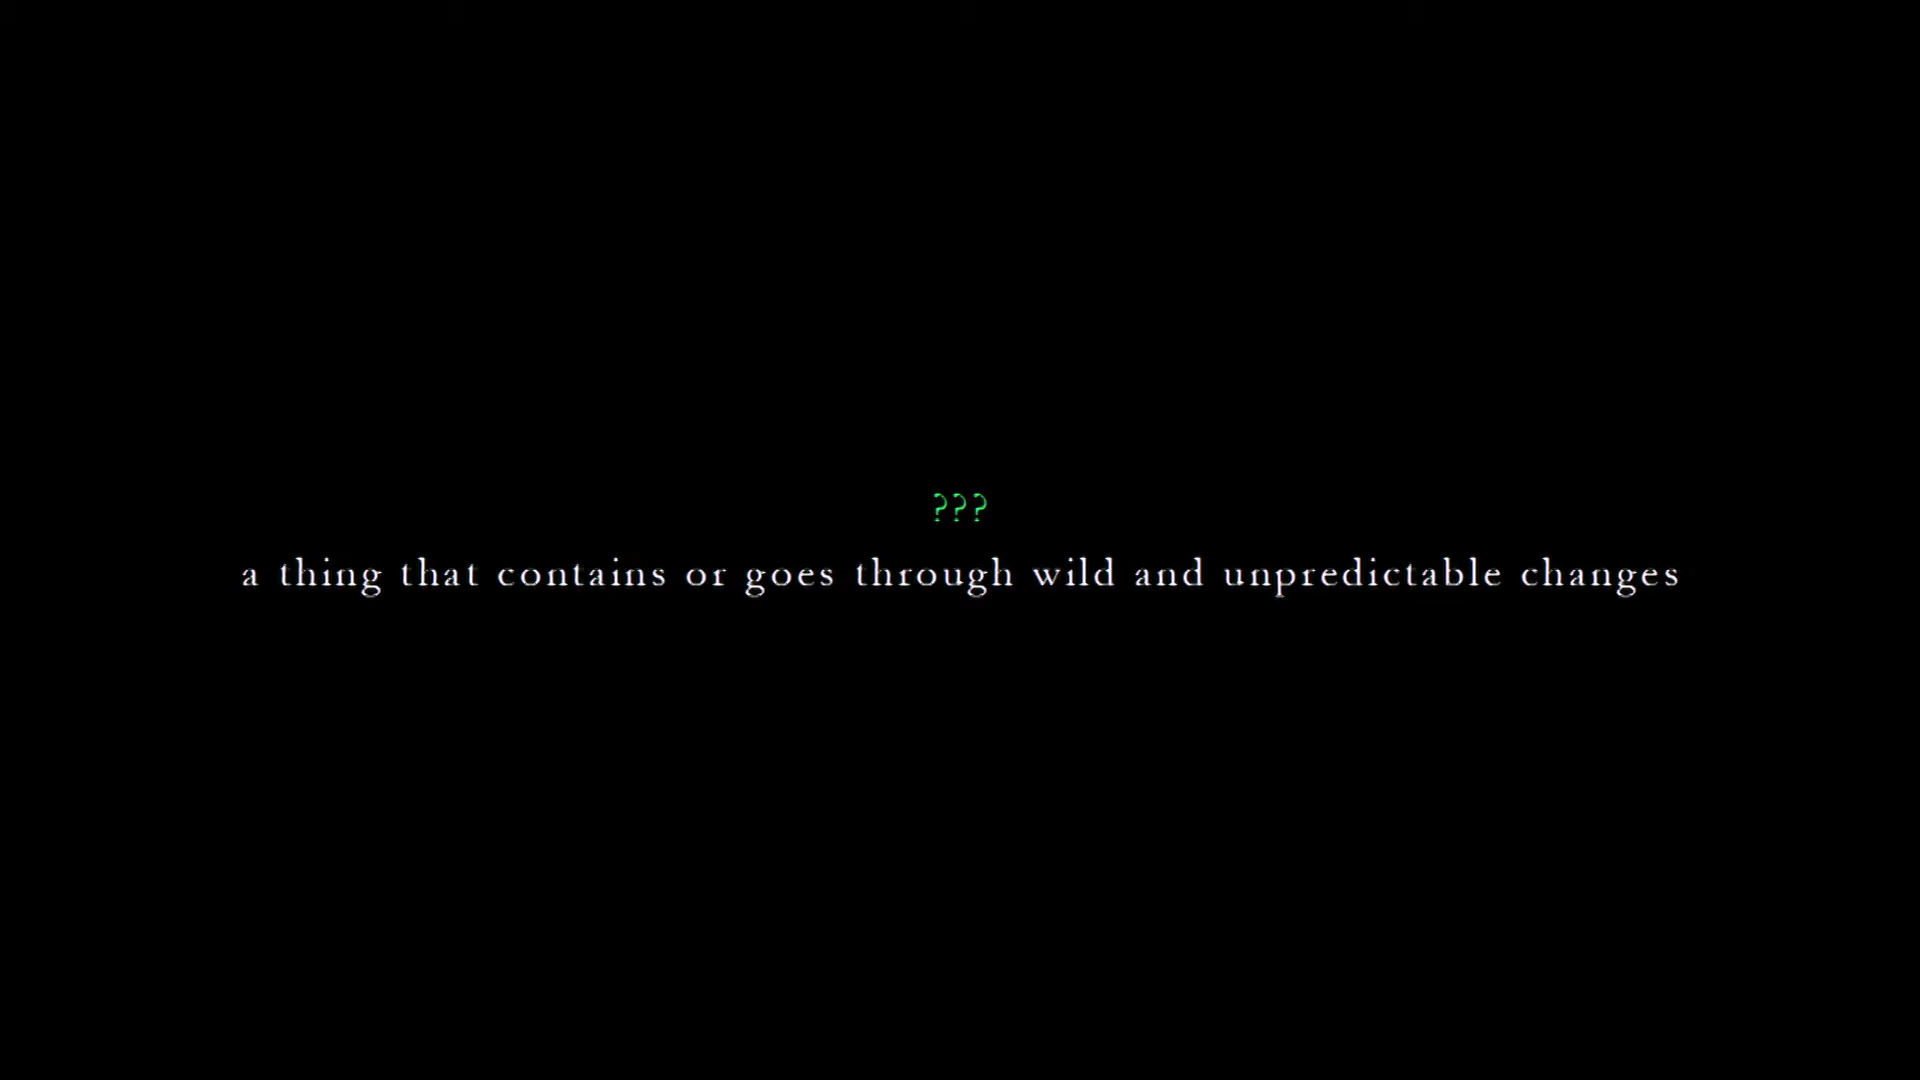 ???
a thing that contains or goes through wild and unpredictable changes